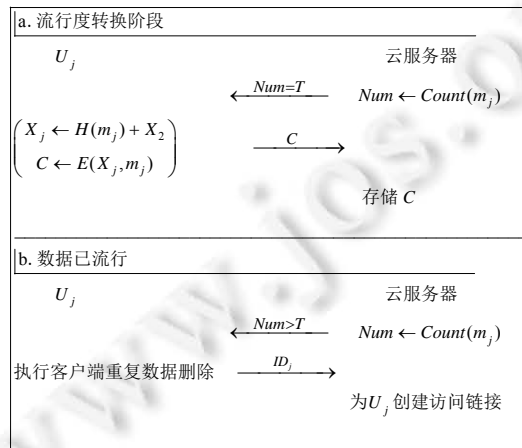 a. 流行度转换阶段
U_j 云服务器
Num=T Num ← Count(m_j)
X_j ← H(m_j) + X_2
C ← E(X_j, m_j)
C
存储 C
b. 数据已流行
U_j 云服务器
Num>T Num ← Count(m_j)
执行客户端重复数据删除 ID_j
为U_j 创建访问链接
www.jos.o